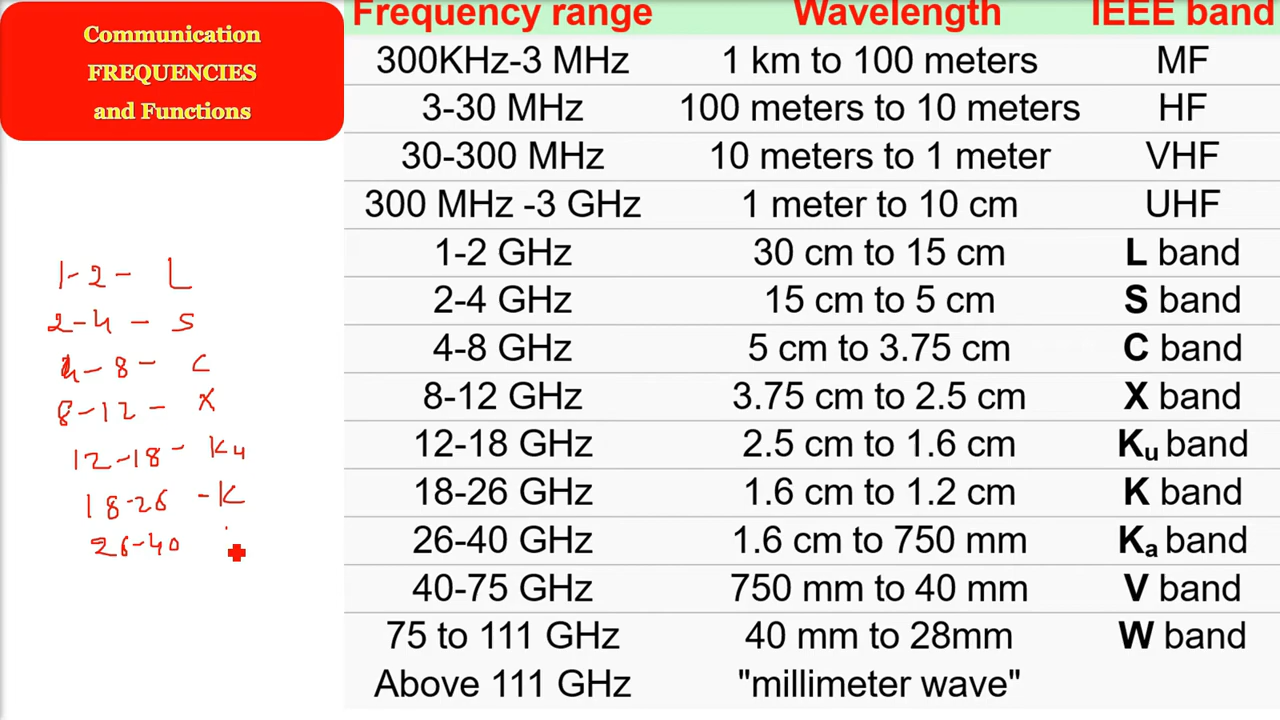 Communication
FREQUENCIES
and Functions
Frequency range Wavelength IEEE band
300KHz-3 MHz 1 km to 100 meters MF
3-30 MHz 100 meters to 10 meters HF
30-300 MHz 10 meters to 1 meter VHF
300 MHz -3 GHz 1 meter to 10 cm UHF
1-2 GHz 30 cm to 15 cm L band
2-4 GHz 15 cm to 5 cm S band
4-8 GHz 5 cm to 3.75 cm C band
8-12 GHz 3.75 cm to 2.5 cm X band
12-18 GHz 2.5 cm to 1.6 cm Ku band
18-26 GHz 1.6 cm to 1.2 cm K band
26-40 GHz 1.6 cm to 750 mm Ka band
40-75 GHz 750 mm to 40 mm V band
75 to 111 GHz 40 mm to 28mm W band
Above 111 GHz "millimeter wave"
1-2- L
2-4 - S
4-8- C
8-12- X
12-18- Ku
18-26 -K
26-40